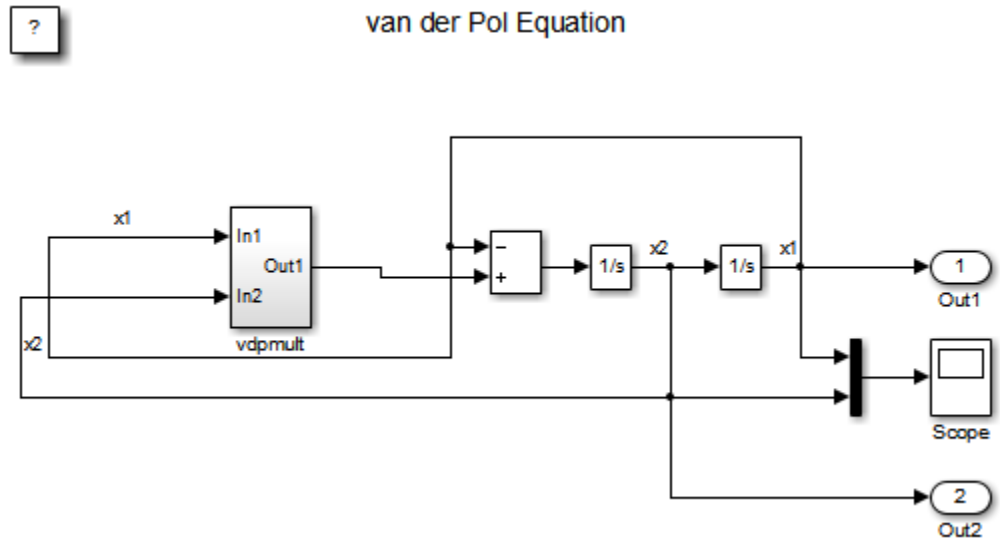 ?
van der Pol Equation
x1
In1
Out1
In2
vdpmult
x2
−
+
1/s
x2
1/s
x1
1
Out1
Scope
2
Out2